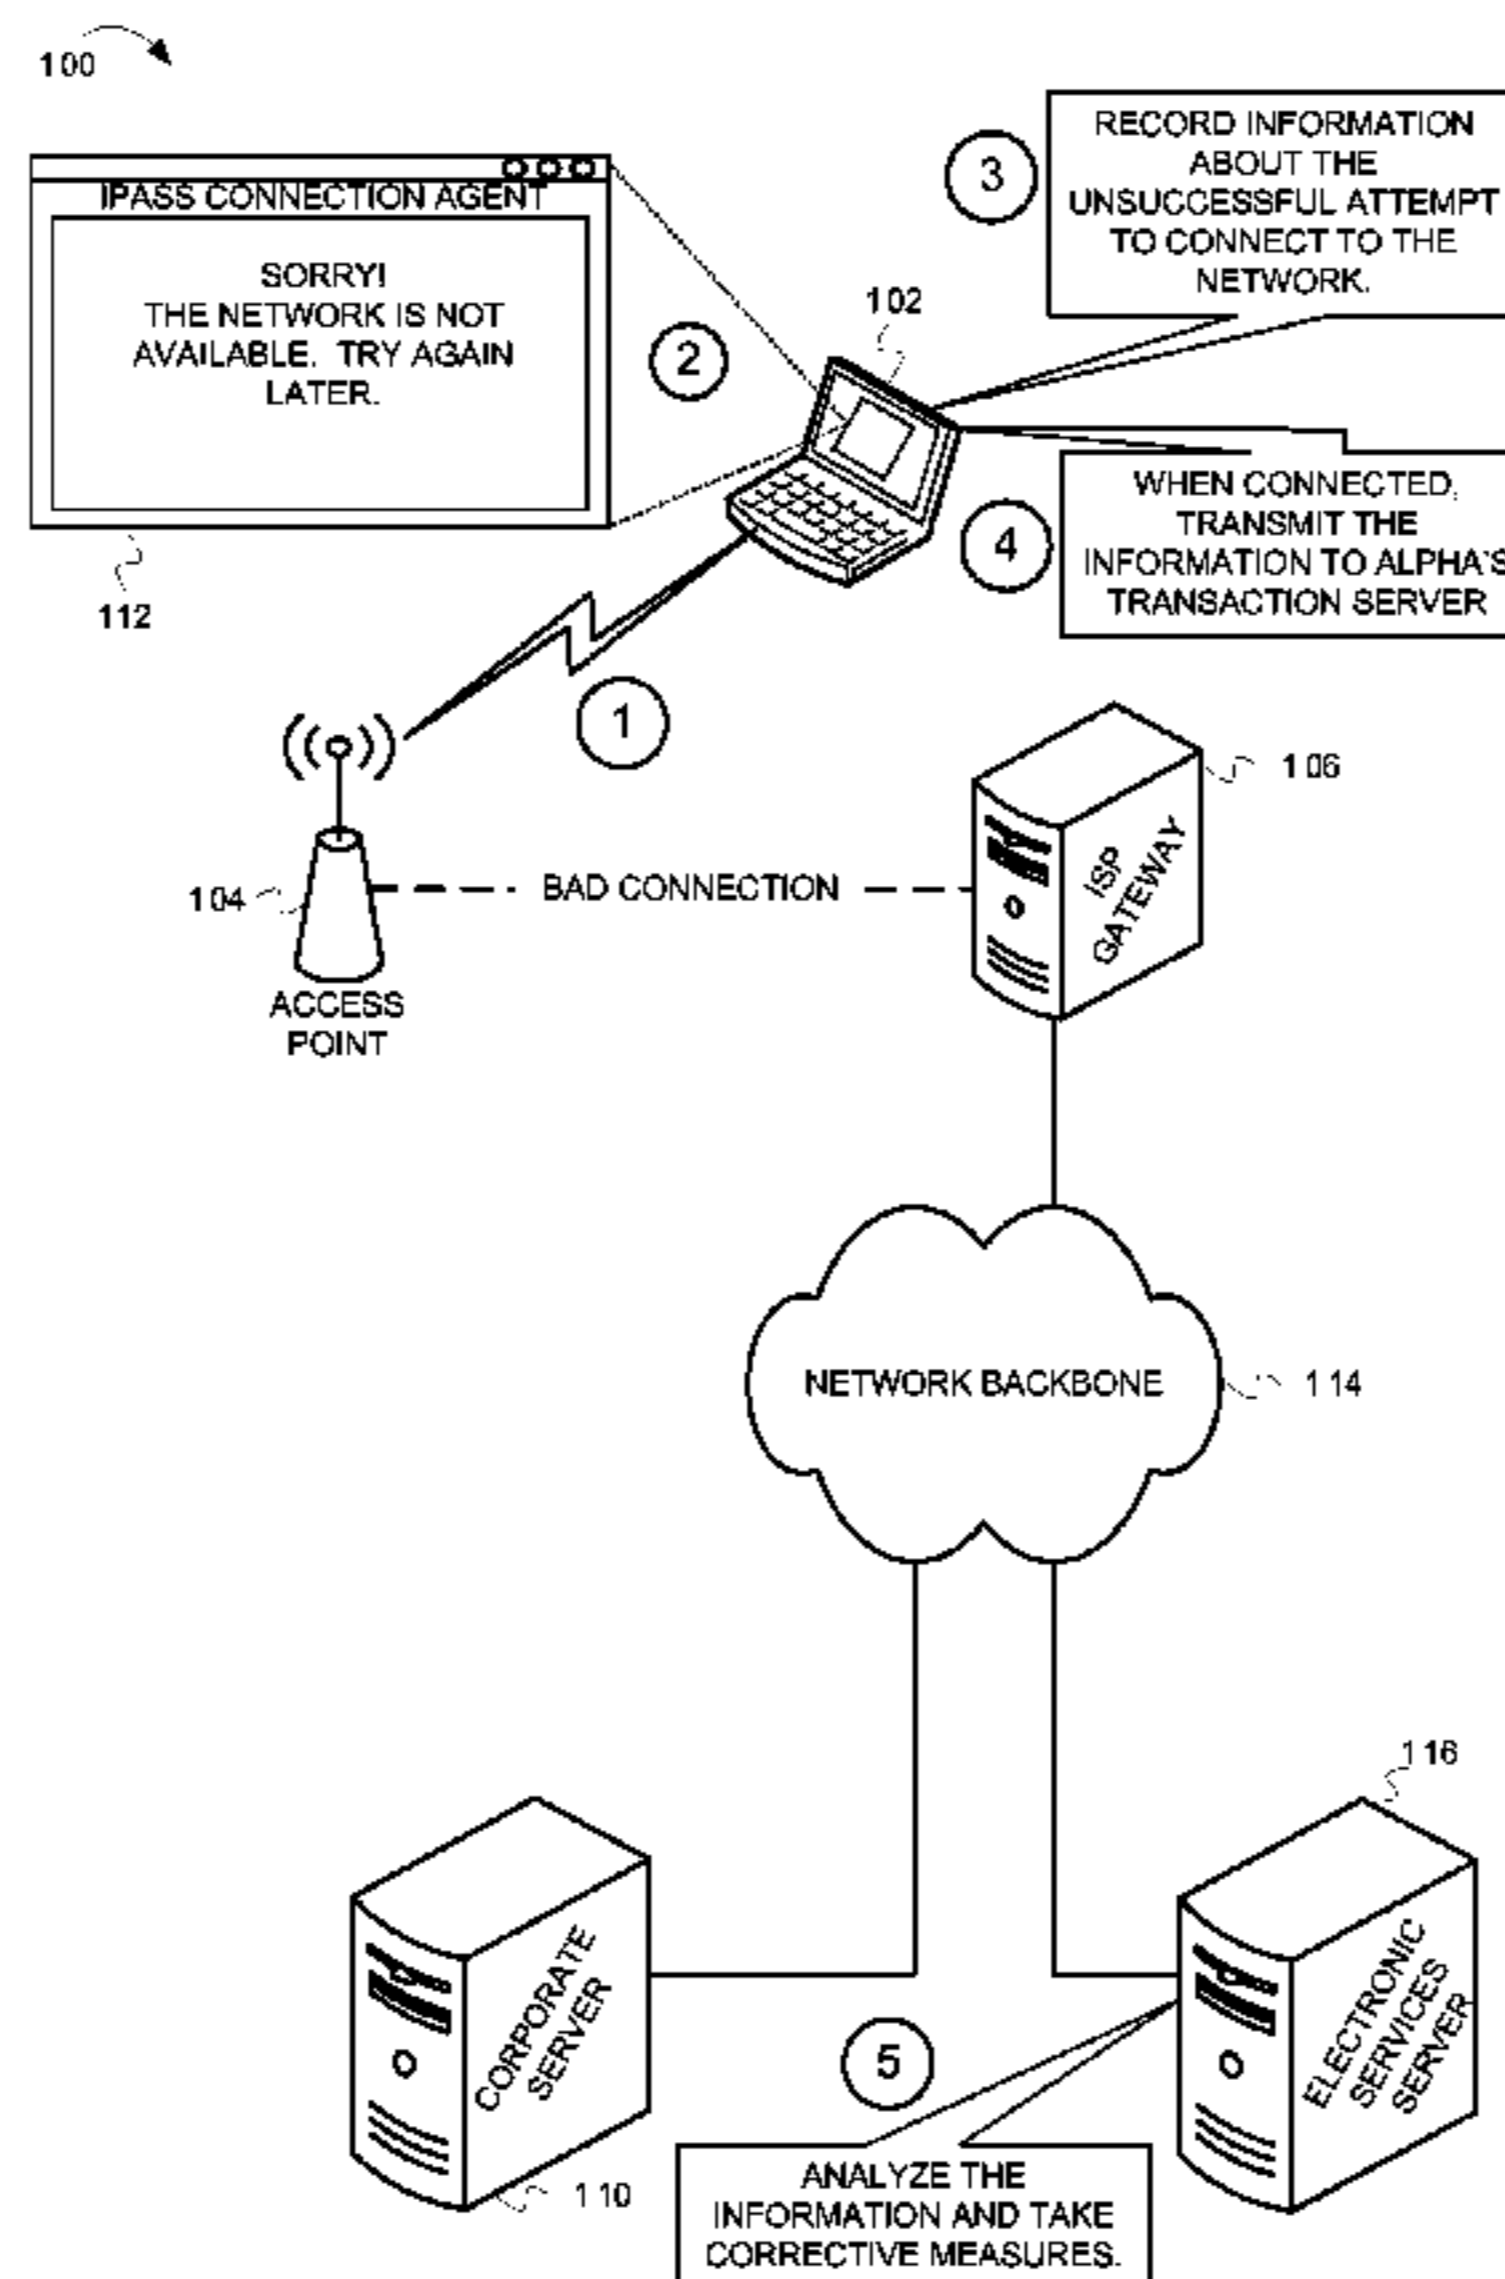 100
IPASS CONNECTION AGENT
SORRY!
THE NETWORK IS NOT
AVAILABLE. TRY AGAIN
LATER.
112
2
102
3
RECORD INFORMATION
ABOUT THE
UNSUCCESSFUL ATTEMPT
TO CONNECT TO THE
NETWORK.
4
WHEN CONNECTED,
TRANSMIT THE
INFORMATION TO ALPHA'S
TRANSACTION SERVER
1
104
ACCESS
POINT
BAD CONNECTION
ISP
GATEWAY
106
NETWORK BACKBONE
114
116
CORPORATE
SERVER
110
ELECTRONIC
SERVICES
SERVER
5
ANALYZE THE
INFORMATION AND TAKE
CORRECTIVE MEASURES.